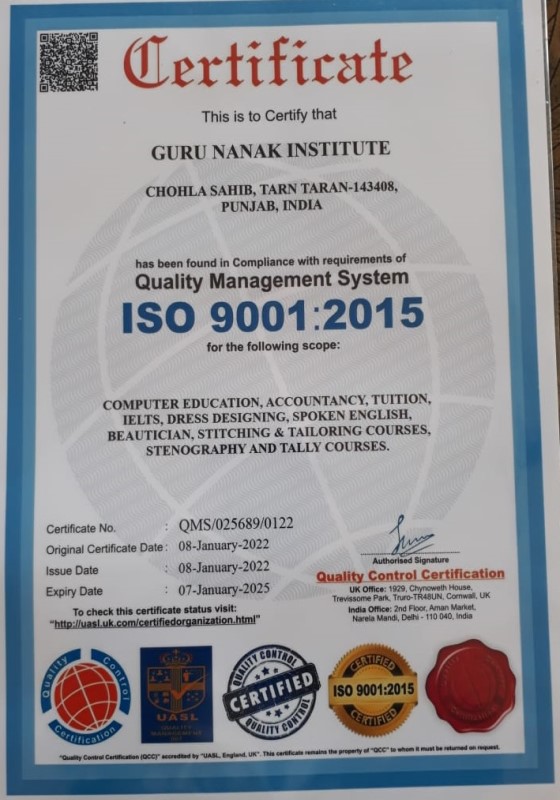 Certificate
This is to Certify that
GURU NANAK INSTITUTE
CHOHLA SAHIB, TARN TARAN-143408,
PUNJAB, INDIA
has been found in Compliance with requirements of
Quality Management System
ISO 9001:2015
for the following scope:
COMPUTER EDUCATION, ACCOUNTANCY, TUITION,
IELTS, DRESS DESIGNING, SPOKEN ENGLISH,
BEAUTICIAN, STITCHING & TAILORING COURSES,
STENOGRAPHY AND TALLY COURSES.
Certificate No. : QMS/025689/0122
Original Certificate Date : 08-January-2022
Issue Date : 08-January-2022
Expiry Date : 07-January-2025
To check this certificate status visit:
"http://uasl.uk.com/certifiedorganization.html"
Authorised Signature
Quality Control Certification
UK Office: 1929, Chynoweth House,
Trevissome Park, Truro-TR48UN, Cornwall, UK
India Office: 2nd Floor, Aman Market,
Narela Mandi, Delhi - 110 040, India
Quality Control
Certification
UASL
QUALITY
MANAGEMENT
QUALITY CONTROL
CERTIFIED
QUALITY CONTROL
CERTIFIED
ISO 9001:2015
CERTIFIED
"Quality Control Certification (QCC)" accredited by "UASL, England, UK". This certificate remains the property of "QCC" to whom it must be returned on request.